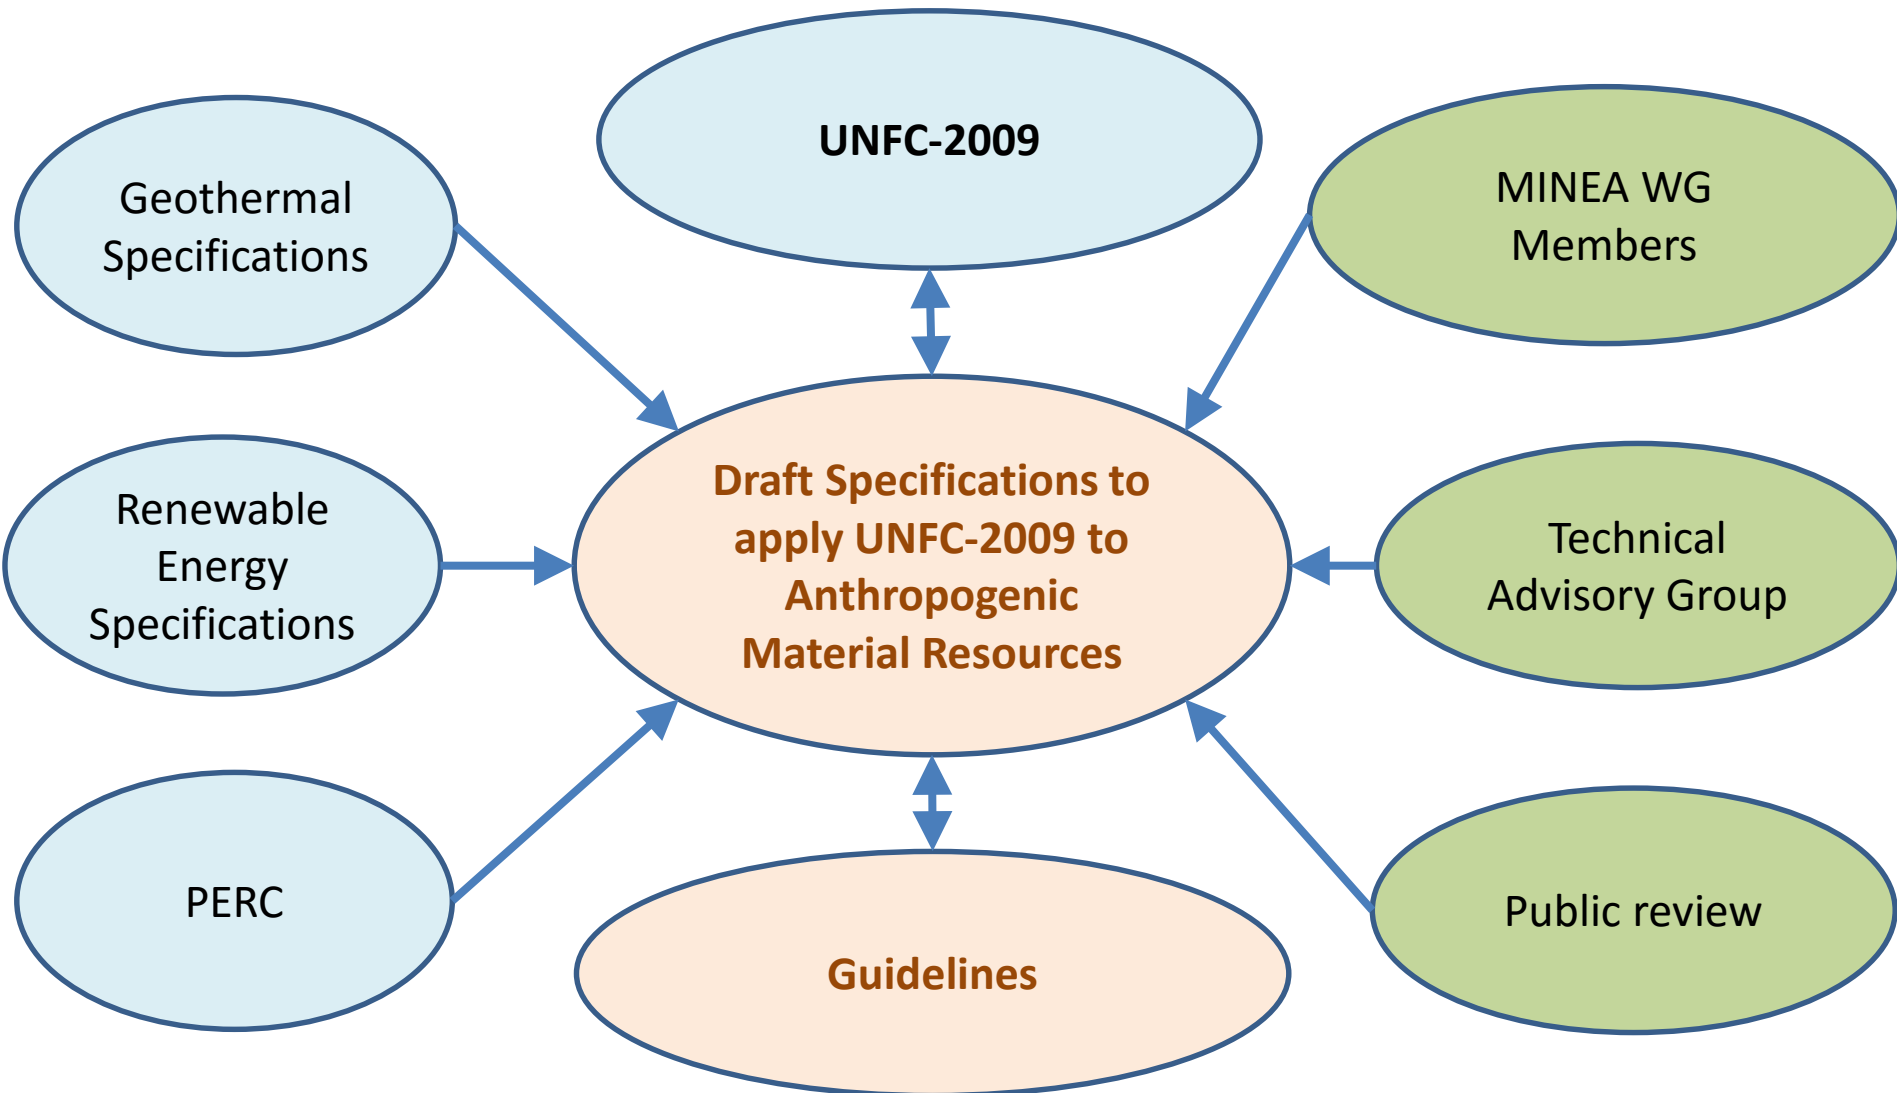 UNFC-2009
Geothermal
Specifications
MINEA WG
Members
Renewable
Energy
Specifications
Draft Specifications to
apply UNFC-2009 to
Anthropogenic
Material Resources
Technical
Advisory Group
PERC
Guidelines
Public review